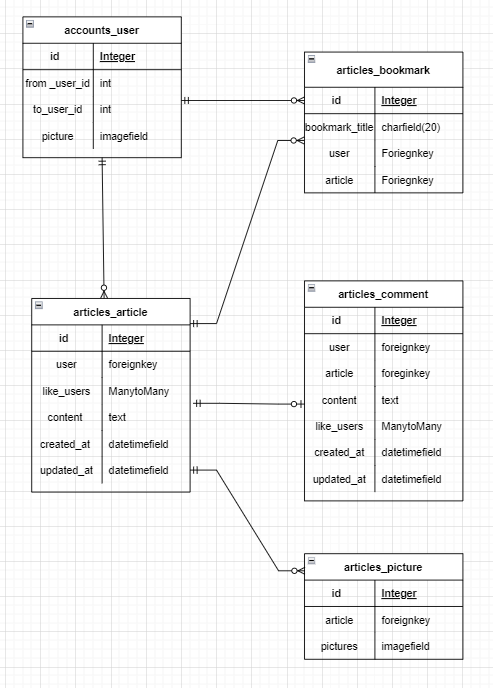 accounts_user
id Integer
from _user_id int
to_user_id int
picture imagefield
articles_bookmark
id Integer
bookmark_title charfield(20)
user Foriegnkey
article Foriegnkey
articles_article
id Integer
user foreignkey
like_users ManytoMany
content text
created_at datetimefield
updated_at datetimefield
articles_comment
id Integer
user foreignkey
article foreginkey
content text
like_users ManytoMany
created_at datetimefield
updated_at datetimefield
articles_picture
id Integer
article foreignkey
pictures imagefield